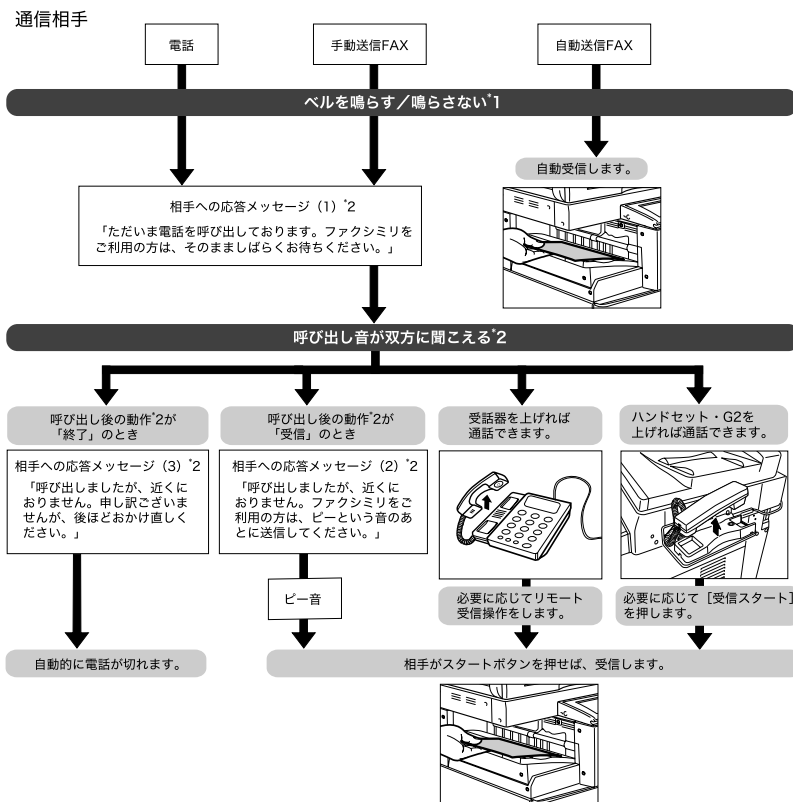 通信相手
電話
手動送信FAX
自動送信FAX
ベルを鳴らす／鳴らさない*1
自動受信します。
相手への応答メッセージ（1）*2
「ただいま電話を呼び出しております。ファクシミリを
ご利用の方は、そのまましばらくお待ちください。」
呼び出し音が双方に聞こえる*2
呼び出し後の動作*2が
「終了」のとき
相手への応答メッセージ（3）*2
「呼び出しましたが、近くに
おりません。申し訳ございま
せんが、後ほどおかけ直しく
ださい。」
自動的に電話が切れます。
呼び出し後の動作*2が
「受信」のとき
相手への応答メッセージ（2）*2
「呼び出しましたが、近くに
おりません。ファクシミリをご
利用の方は、ピーという音のあ
とに送信してください。」
ピー音
受話器を上げれば
通話できます。
必要に応じてリモート
受信操作をします。
ハンドセット・G2を
上げれば通話できます。
必要に応じて［受信スタート］
を押します。
相手がスタートボタンを押せば、受信します。